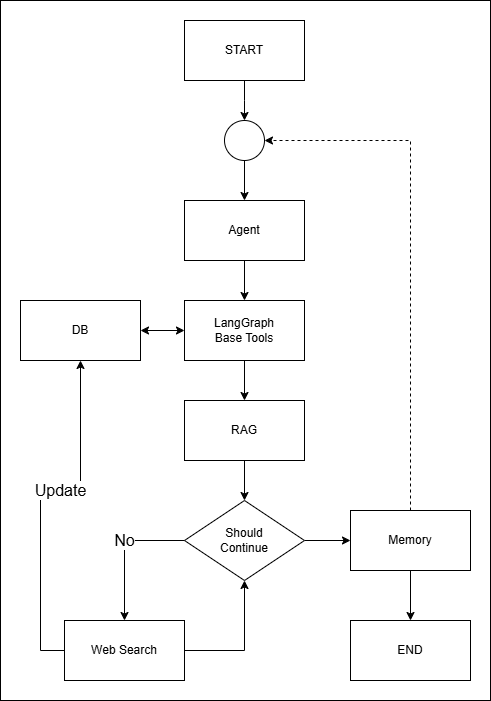 START
Agent
DB
LangGraph
Base Tools
RAG
Update
Should
Continue
No
Memory
Web Search
END